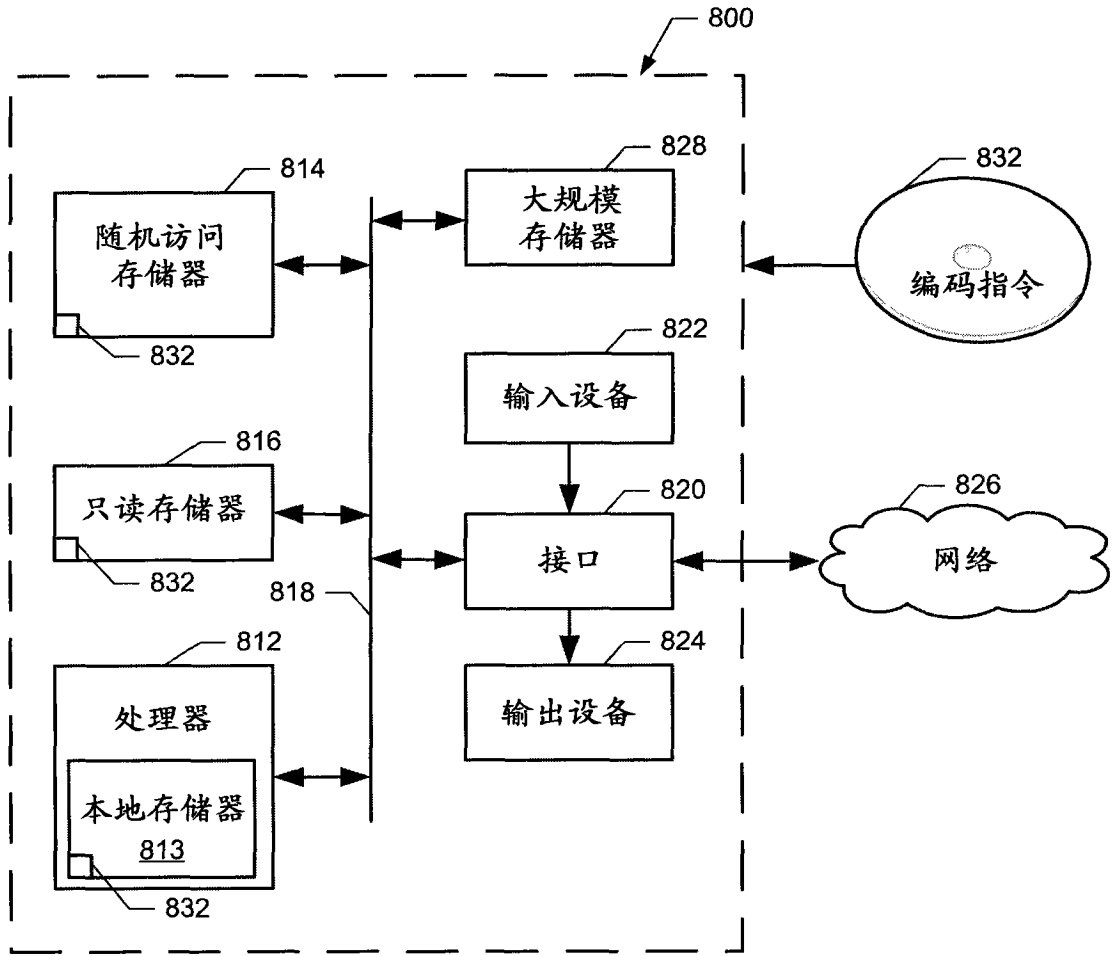 800
814
随机访问
存储器
832
828
大规模
存储器
832
编码指令
822
输入设备
816
只读存储器
832
820
接口
826
网络
818
812
处理器
本地存储器
813
832
824
输出设备